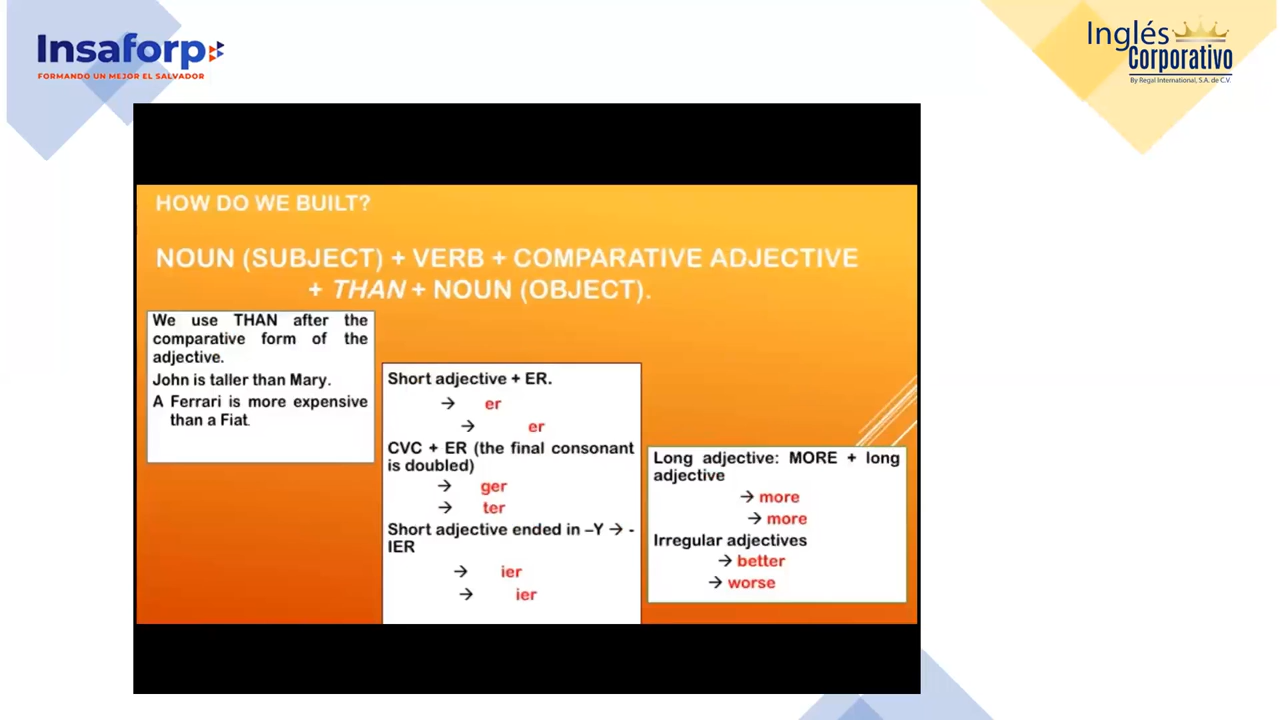 Insaforp
FORMANDO UN MEJOR EL SALVADOR
Inglés
Corporativo
By Regal International, S.A. de C.V.
HOW DO WE BUILT?
NOUN (SUBJECT) + VERB + COMPARATIVE ADJECTIVE
+ THAN + NOUN (OBJECT).
We use THAN after the
comparative form of the
adjective.
John is taller than Mary.
A Ferrari is more expensive
than a Fiat.
Short adjective + ER.
→ er
→ er
CVC + ER (the final consonant
is doubled)
→ ger
→ ter
Short adjective ended in –Y → -
IER
→ ier
→ ier
Long adjective: MORE + long
adjective
→ more
→ more
Irregular adjectives
→ better
→ worse